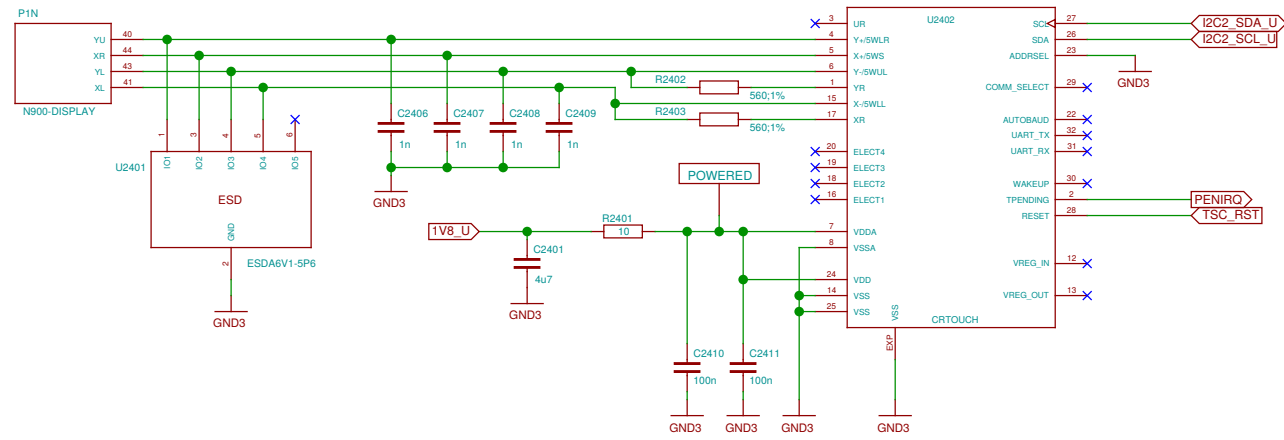 P1N
YU 40
XR 44
YL 43
XL 41
N900-DISPLAY
1 3 4 5 6
IO1 IO2 IO3 IO4 IO5
U2401
ESD
GND
2
ESDA6V1-5P6
GND3
C2406 1n
C2407 1n
C2408 1n
C2409 1n
GND3
R2402
560;1%
R2403
560;1%
POWERED
1V8_U
R2401
10
C2401
4u7
GND3
C2410
100n
GND3
C2411
100n
GND3
GND3
U2402
3 UR
4 Y+/5WLR
5 X+/5WS
6 Y-/5WUL
1 YR
15 X-/5WLL
17 XR
20 ELECT4
19 ELECT3
18 ELECT2
16 ELECT1
7 VDDA
8 VSSA
24 VDD
14 VSS
25 VSS
VSS
EXP
GND3
CRTOUCH
SCL 27
SDA 26
ADDRSEL 23
COMM_SELECT 29
AUTOBAUD 22
UART_TX 32
UART_RX 31
WAKEUP 30
TPENDING 2
RESET 28
VREG_IN 12
VREG_OUT 13
I2C2_SDA_U
I2C2_SCL_U
GND3
PENIRQ
TSC_RST